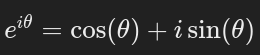 e^{iθ} = cos(θ) + i sin(θ)